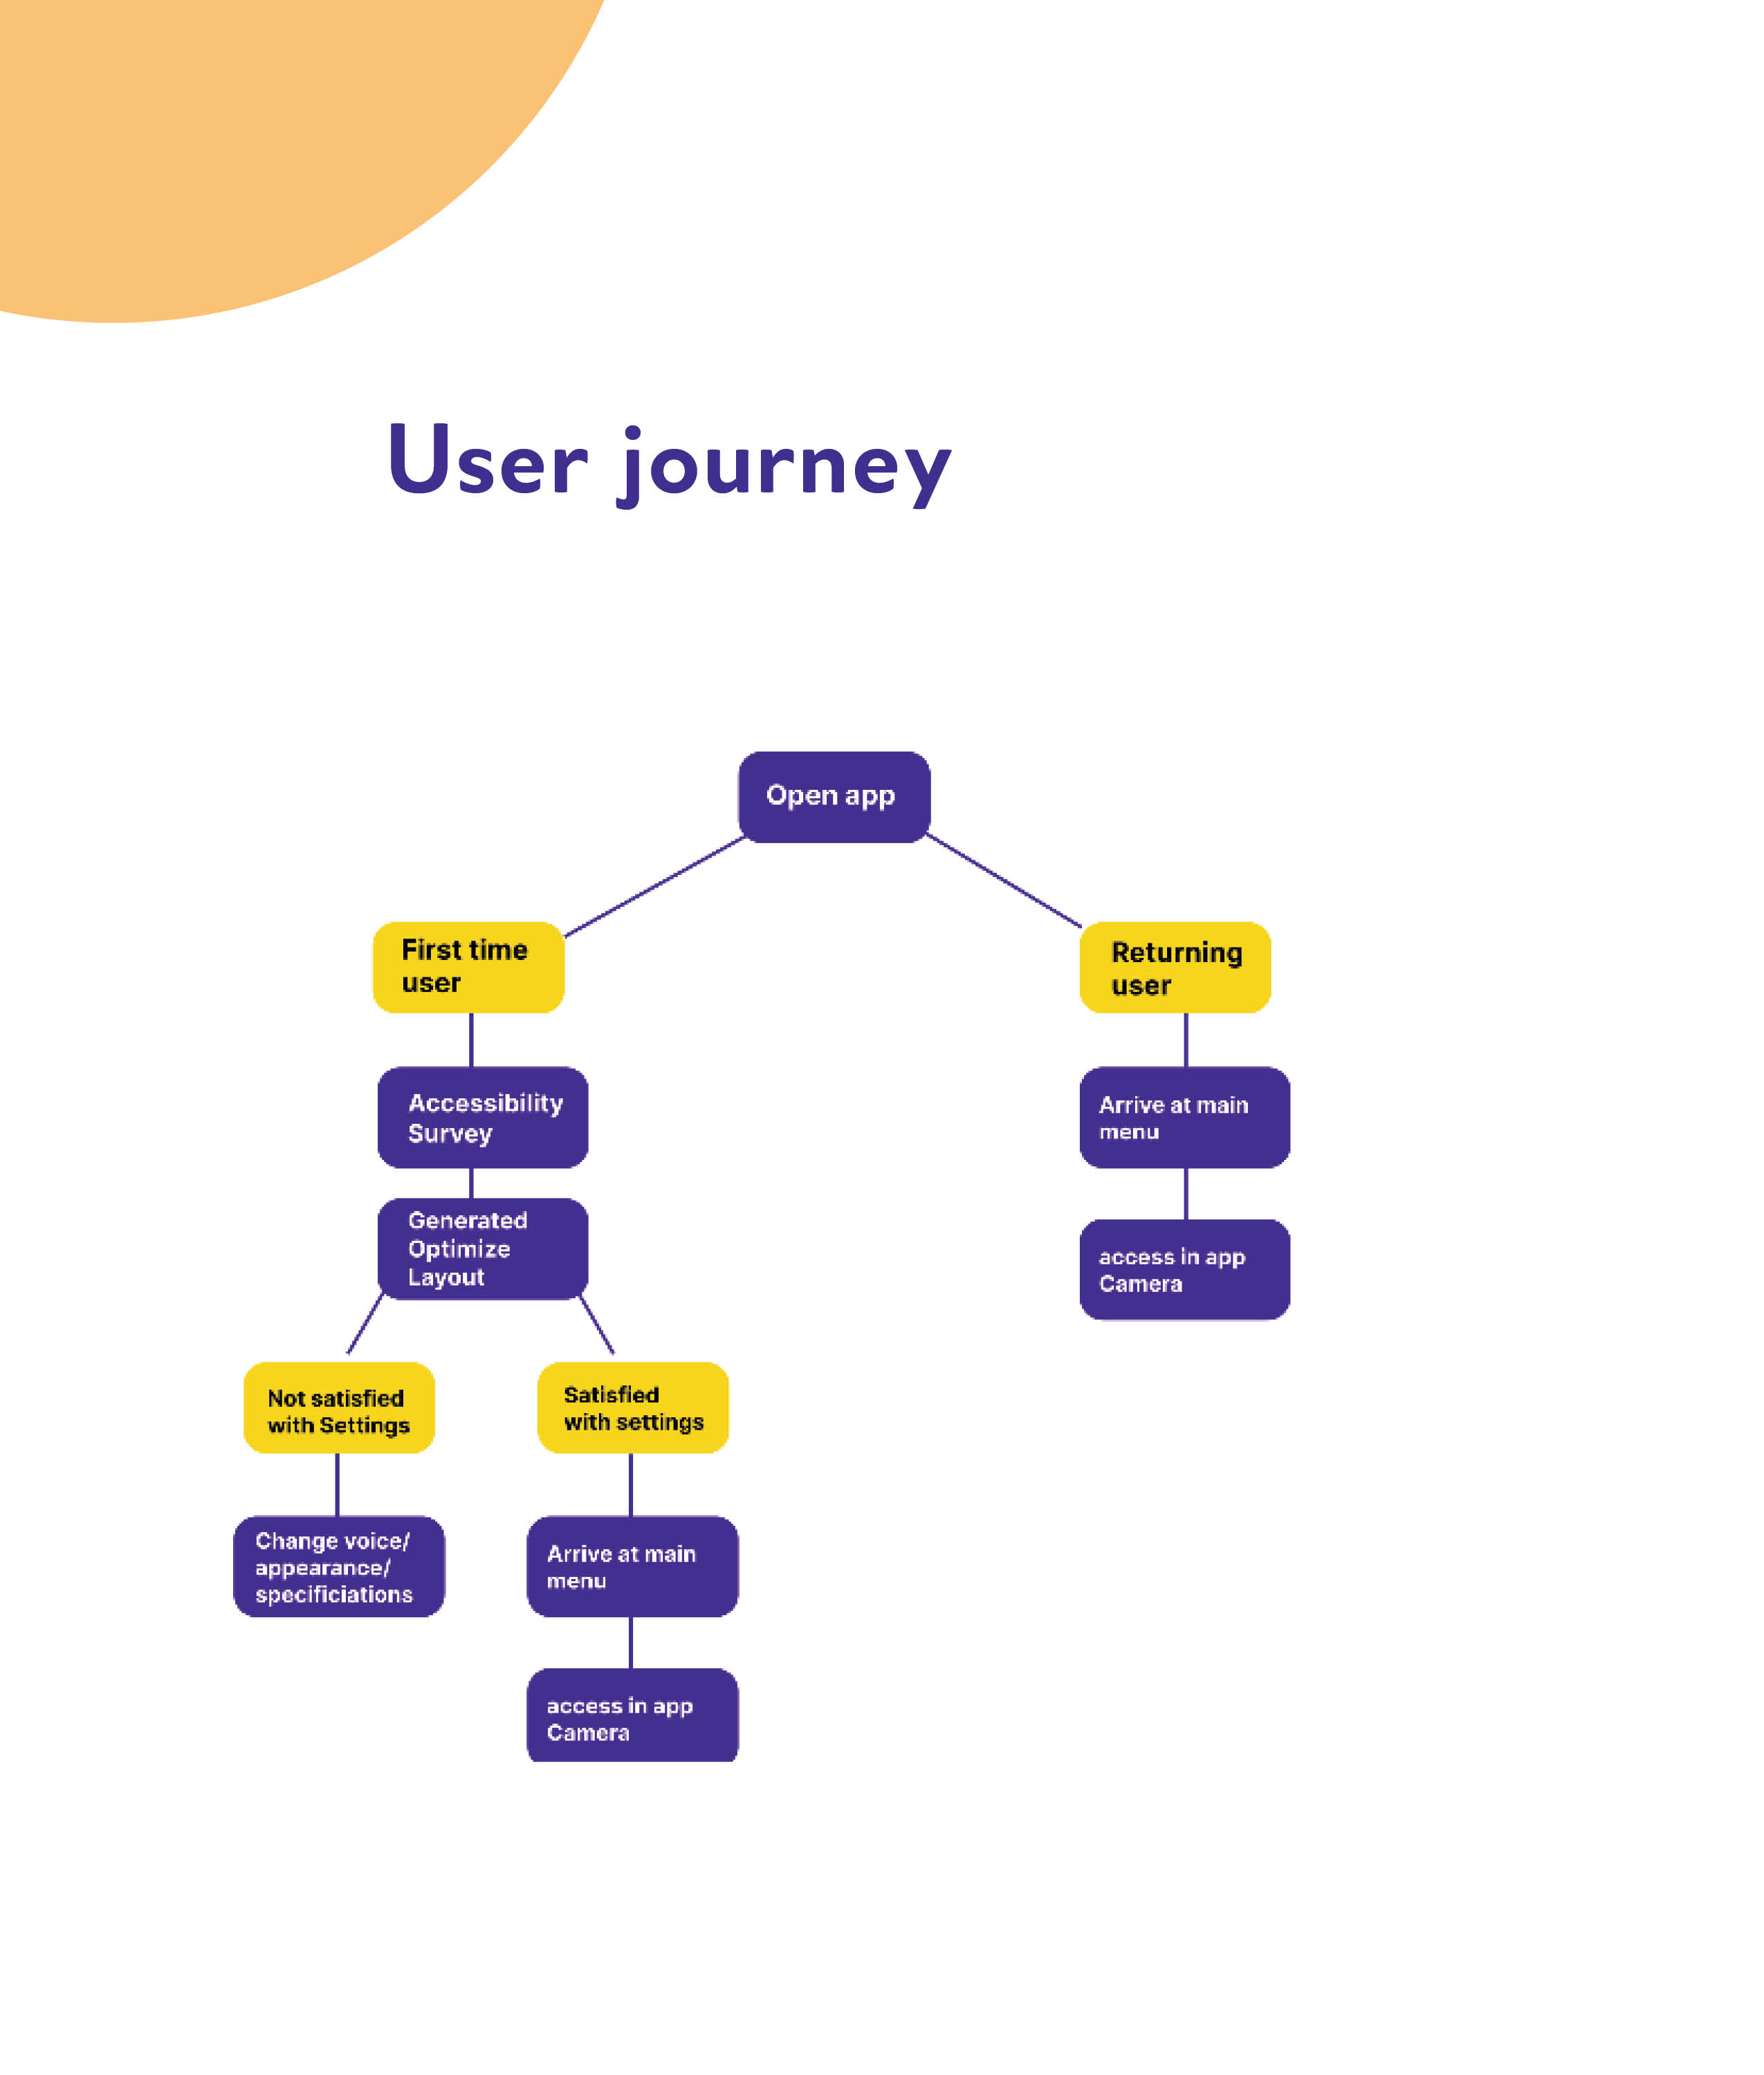 User journey
Open app
First time
user
Returning
user
Accessibility
Survey
Arrive at main
menu
Generated
Optimize
Layout
access in app
Camera
Not satisfied
with Settings
Satisfied
with settings
Change voice/
appearance/
specificiations
Arrive at main
menu
access in app
Camera